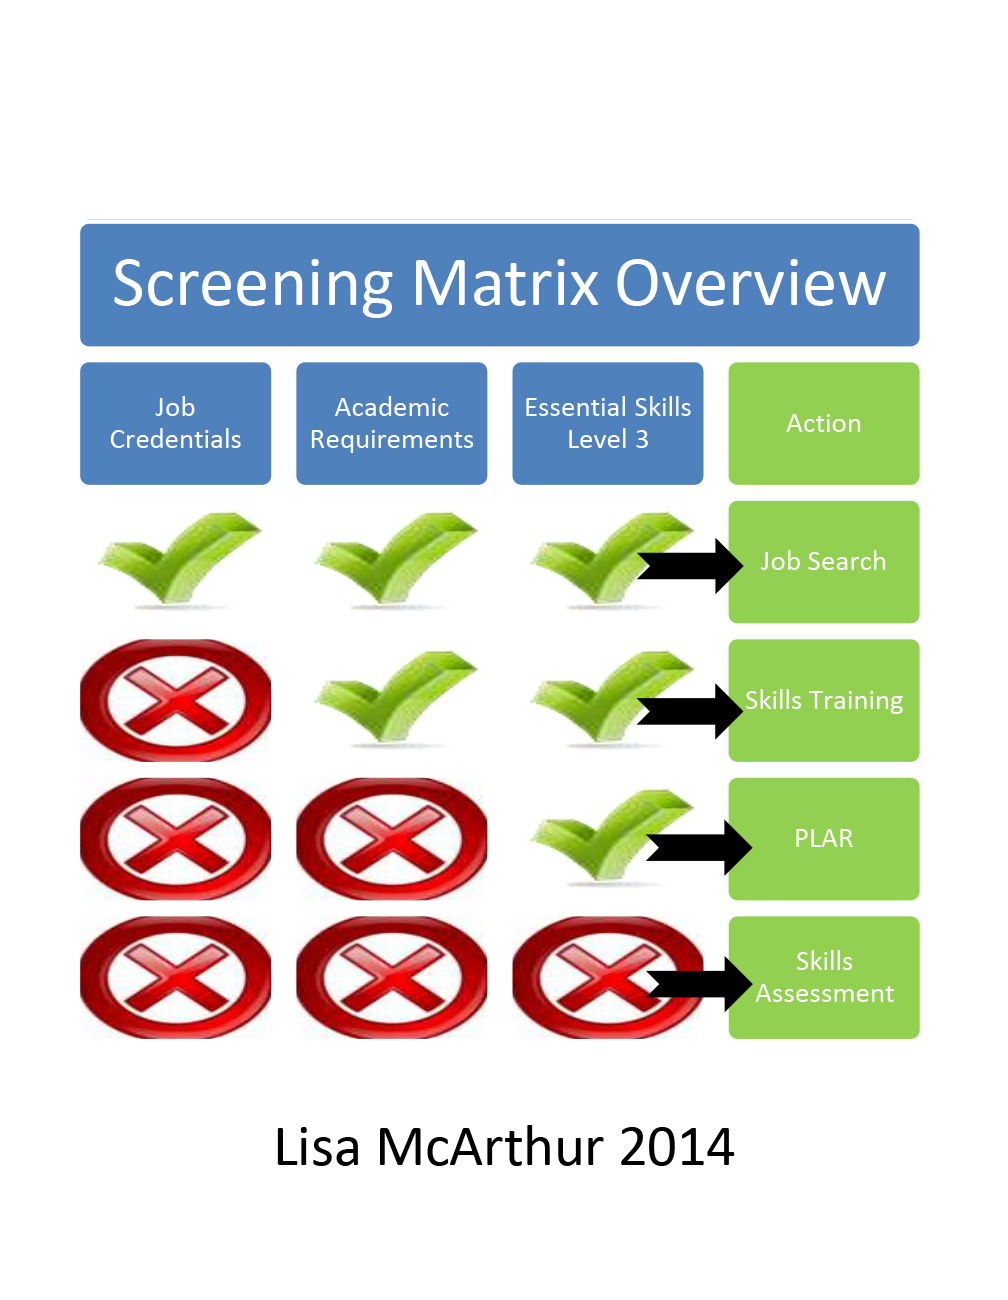 Screening Matrix Overview
Job
Credentials
Academic
Requirements
Essential Skills
Level 3
Action
Job Search
Skills Training
PLAR
Skills
Assessment
Lisa McArthur 2014